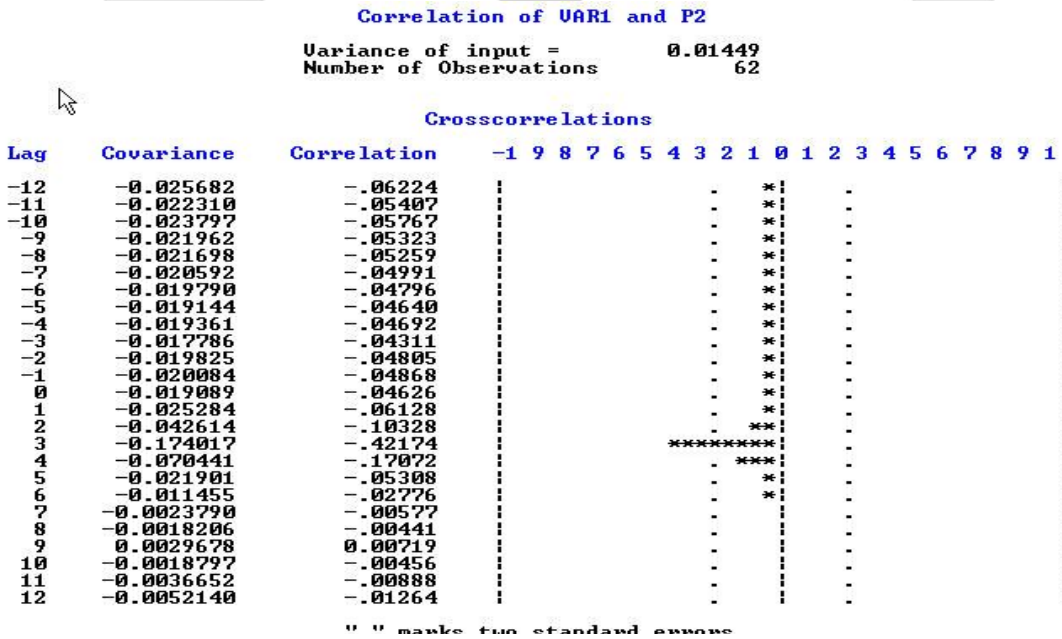 Correlation of VAR1 and P2
Variance of input = 0.01449
Number of Observations 62
Crosscorrelations
Lag Covariance Correlation -1 9 8 7 6 5 4 3 2 1 0 1 2 3 4 5 6 7 8 9 1
-12 -0.025682 -.06224 | . *| .
-11 -0.022310 -.05407 | . *| .
-10 -0.023797 -.05767 | . *| .
-9 -0.021962 -.05323 | . *| .
-8 -0.021698 -.05259 | . *| .
-7 -0.020592 -.04991 | . *| .
-6 -0.019790 -.04796 | . *| .
-5 -0.019144 -.04640 | . *| .
-4 -0.019361 -.04692 | . *| .
-3 -0.017786 -.04311 | . *| .
-2 -0.019825 -.04805 | . *| .
-1 -0.020084 -.04868 | . *| .
0 -0.019089 -.04626 | . *| .
1 -0.025284 -.06128 | . *| .
2 -0.042614 -.10328 | . **| .
3 -0.174017 -.42174 | ********| .
4 -0.070441 -.17072 | . ***| .
5 -0.021901 -.05308 | . *| .
6 -0.011455 -.02776 | . *| .
7 -0.0023790 -.00577 | . | .
8 -0.0018206 -.00441 | . | .
9 0.0029678 0.00719 | . | .
10 -0.0018797 -.00456 | . | .
11 -0.0036652 -.00888 | . | .
12 -0.0052140 -.01264 | . | .
"." marks two standard errors